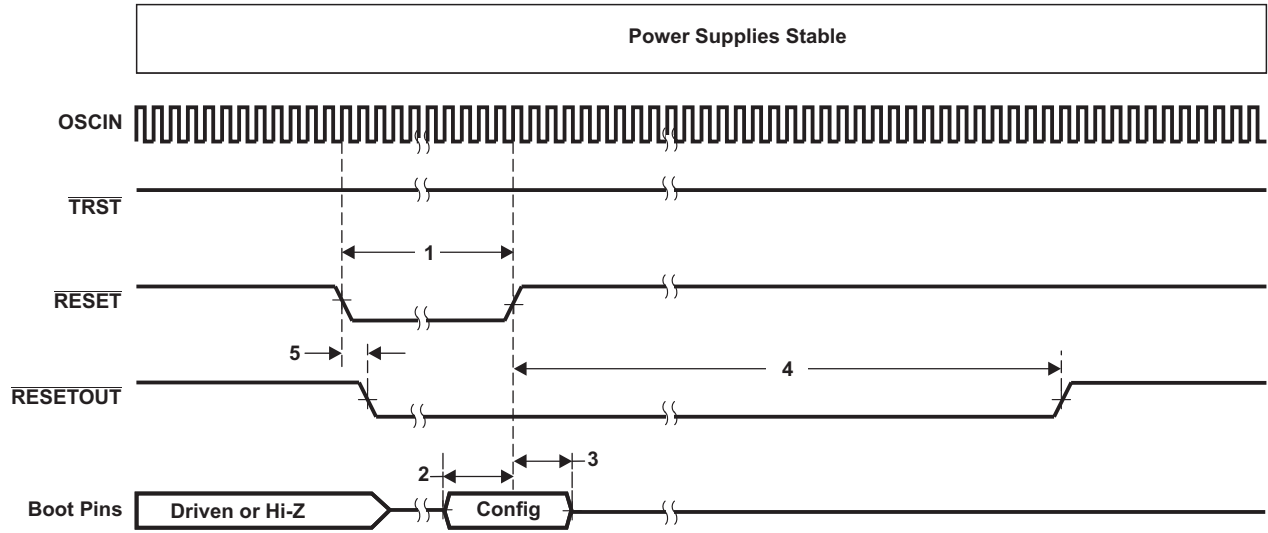 Power Supplies Stable
OSCIN
TRST
1
RESET
5
4
RESETOUT
2
3
Boot Pins
Driven or Hi-Z
Config